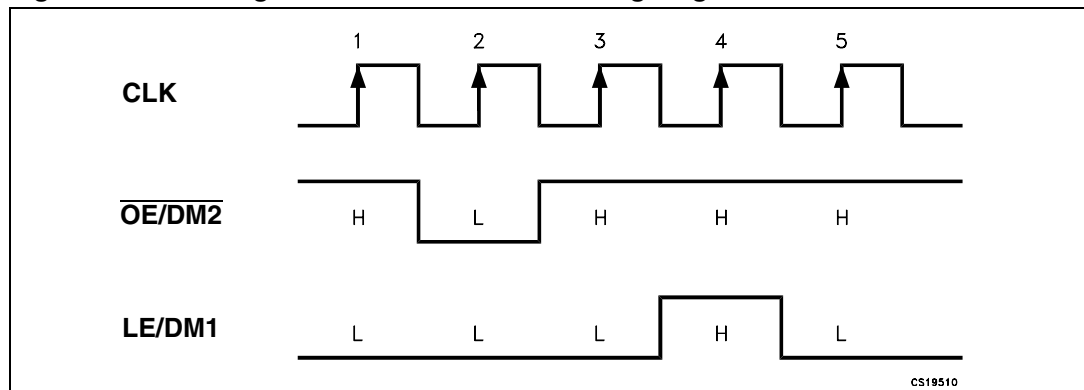 1 2 3 4 5
CLK
OE/DM2 H L H H H
LE/DM1 L L L H L
CS19510